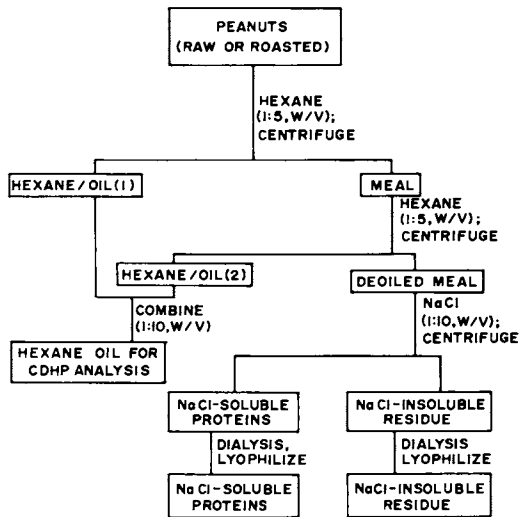 PEANUTS
(RAW OR ROASTED)
HEXANE
(1:5, W/V);
CENTRIFUGE
HEXANE/OIL(1)
MEAL
HEXANE
(1:5, W/V);
CENTRIFUGE
HEXANE/OIL(2)
DEOILED MEAL
COMBINE
(1:10, W/V)
NaCl
(1:10, W/V);
CENTRIFUGE
HEXANE OIL FOR
CDHP ANALYSIS
NaCl-SOLUBLE
PROTEINS
NaCl-INSOLUBLE
RESIDUE
DIALYSIS,
LYOPHILIZE
DIALYSIS
LYOPHILIZE
NaCl-SOLUBLE
PROTEINS
NaCl-INSOLUBLE
RESIDUE